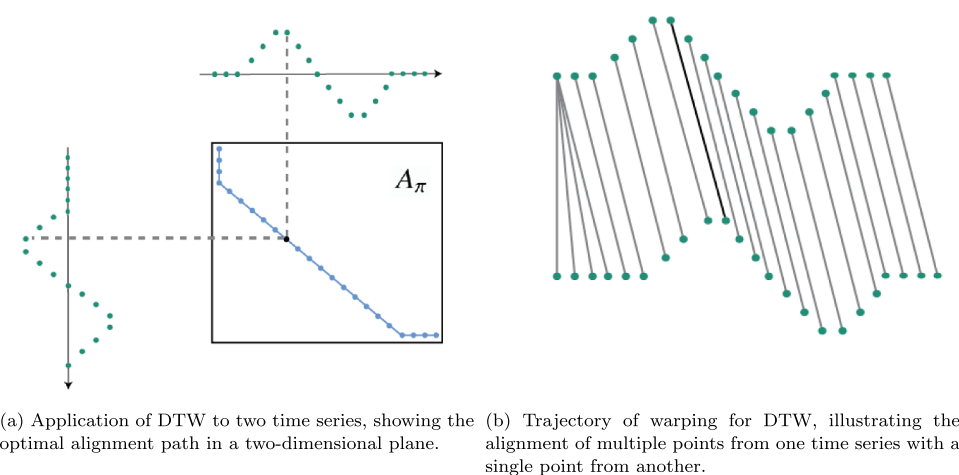 A_π
(a) Application of DTW to two time series, showing the
optimal alignment path in a two-dimensional plane.
(b) Trajectory of warping for DTW, illustrating the
alignment of multiple points from one time series with a
single point from another.